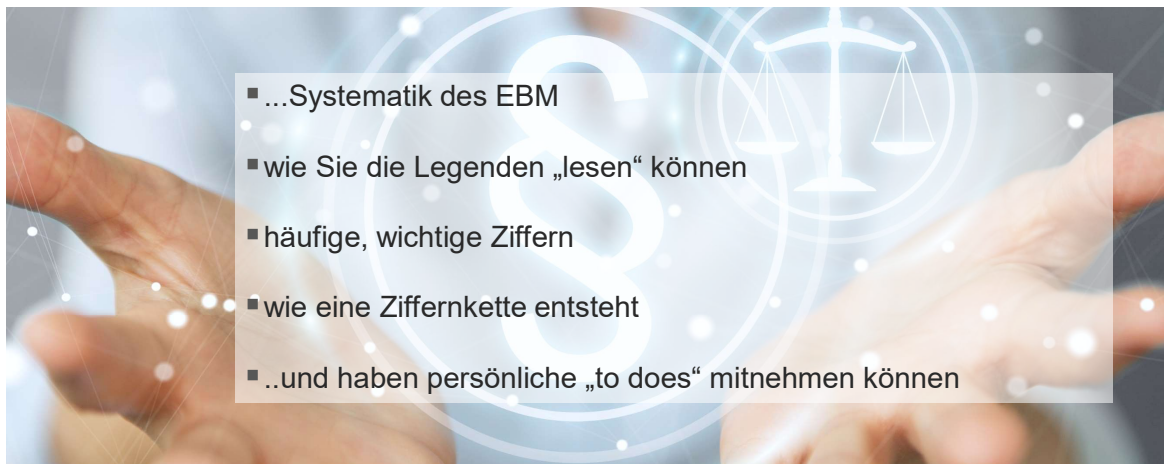 ▪...Systematik des EBM
▪wie Sie die Legenden „lesen“ können
▪häufige, wichtige Ziffern
▪wie eine Ziffernkette entsteht
▪..und haben persönliche „to does“ mitnehmen können